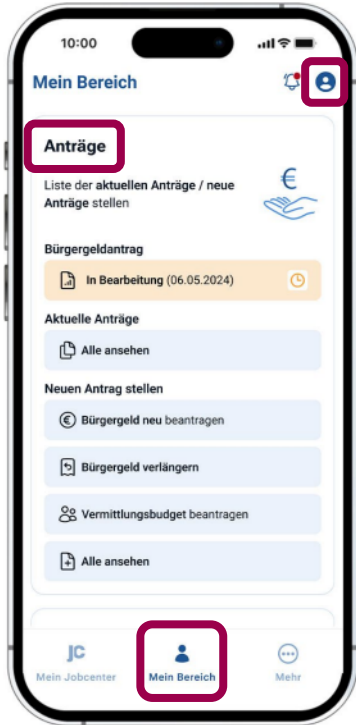 10:00
Mein Bereich
Anträge
Liste der aktuellen Anträge / neue
Anträge stellen
€
Bürgergeldantrag
In Bearbeitung (06.05.2024)
Aktuelle Anträge
Alle ansehen
Neuen Antrag stellen
€ Bürgergeld neu beantragen
Bürgergeld verlängern
Vermittlungsbudget beantragen
Alle ansehen
JC
Mein Jobcenter
Mein Bereich
Mehr